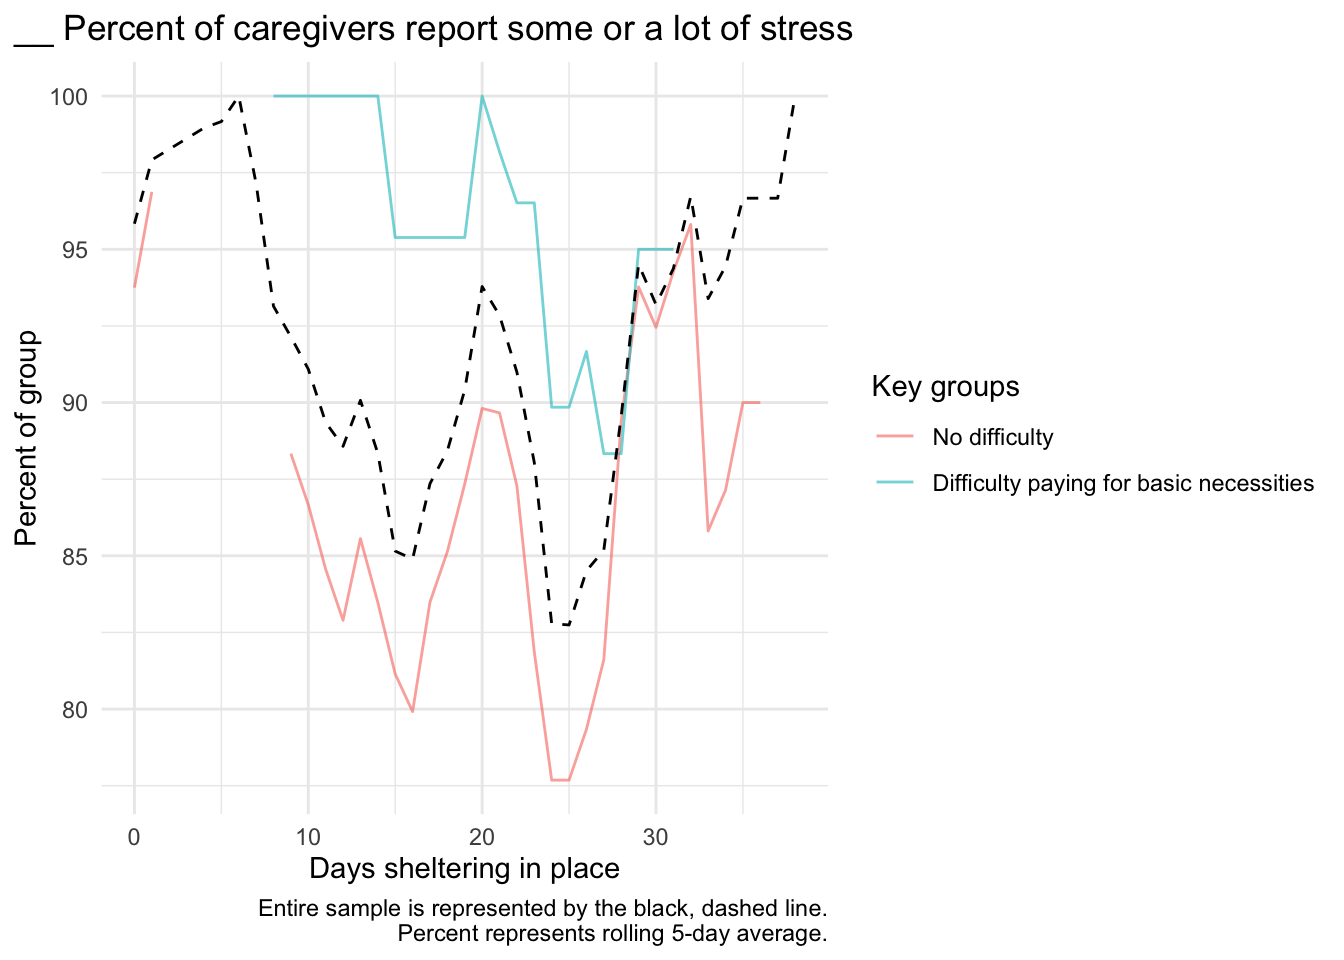 __ Percent of caregivers report some or a lot of stress
100
95
90
85
80
Percent of group
0 10 20 30
Days sheltering in place
Key groups
No difficulty
Difficulty paying for basic necessities
Entire sample is represented by the black, dashed line.
Percent represents rolling 5-day average.